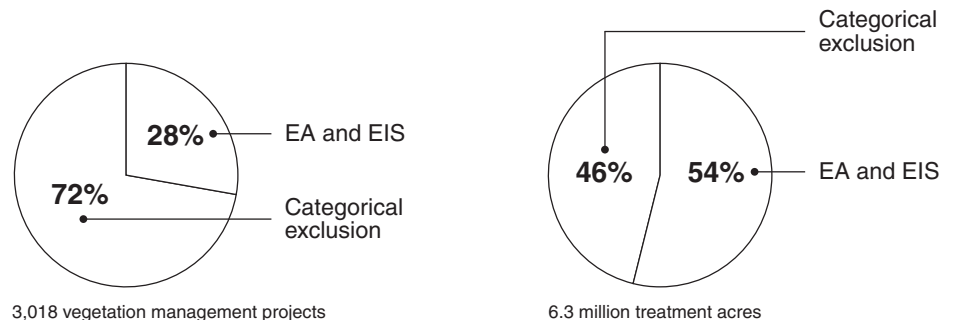 28%
EA and EIS
72%
Categorical
exclusion
3,018 vegetation management projects
Categorical
exclusion
46%
54%
EA and EIS
6.3 million treatment acres